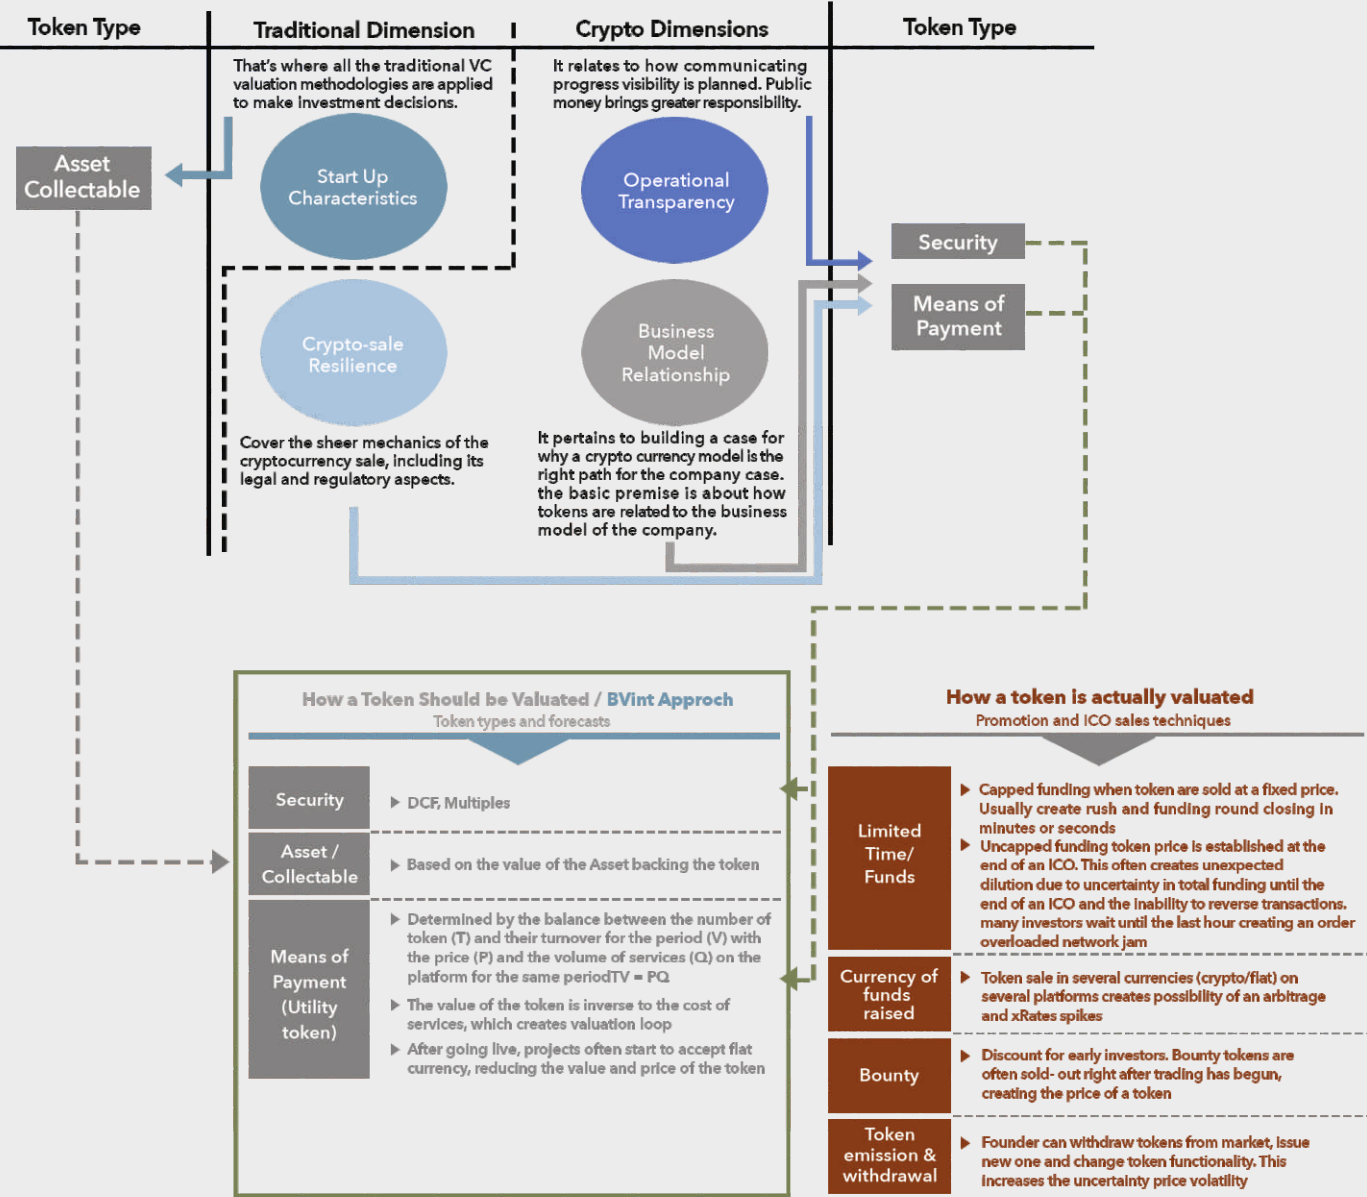 Token Type
Traditional Dimension
Crypto Dimensions
Token Type
That's where all the traditional VC
valuation methodologies are applied
to make investment decisions.
It relates to how communicating
progress visibility is planned. Public
money brings greater responsibility.
Asset
Collectable
Start Up
Characteristics
Operational
Transparency
Security
Means of
Payment
Crypto-sale
Resilience
Business
Model
Relationship
Cover the sheer mechanics of the
cryptocurrency sale, including its
legal and regulatory aspects.
It pertains to building a case for
why a crypto currency model is the
right path for the company case.
the basic premise is about how
tokens are related to the business
model of the company.
How a Token Should be Valuated / BVint Approch
Token types and forecasts
Security
DCF, Multiples
Asset /
Collectable
Based on the value of the Asset backing the token
Means of
Payment
(Utility
token)
Determined by the balance between the number of
token (T) and their turnover for the period (V) with
the price (P) and the volume of services (Q) on the
platform for the same periodTV = PQ
The value of the token is inverse to the cost of
services, which creates valuation loop
After going live, projects often start to accept fiat
currency, reducing the value and price of the token
How a token is actually valuated
Promotion and ICO sales techniques
Limited
Time/
Funds
Capped funding when token are sold at a fixed price.
Usually create rush and funding round closing in
minutes or seconds
Uncapped funding token price is established at the
end of an ICO. This often creates unexpected
dilution due to uncertainty in total funding until the
end of an ICO and the inability to reverse transactions.
many investors wait until the last hour creating an order
overloaded network jam
Currency of
funds
raised
Token sale in several currencies (crypto/fiat) on
several platforms creates possibility of an arbitrage
and xRates spikes
Bounty
Discount for early investors. Bounty tokens are
often sold- out right after trading has begun,
creating the price of a token
Token
emission &
withdrawal
Founder can withdraw tokens from market, issue
new one and change token functionality. This
increases the uncertainty price volatility